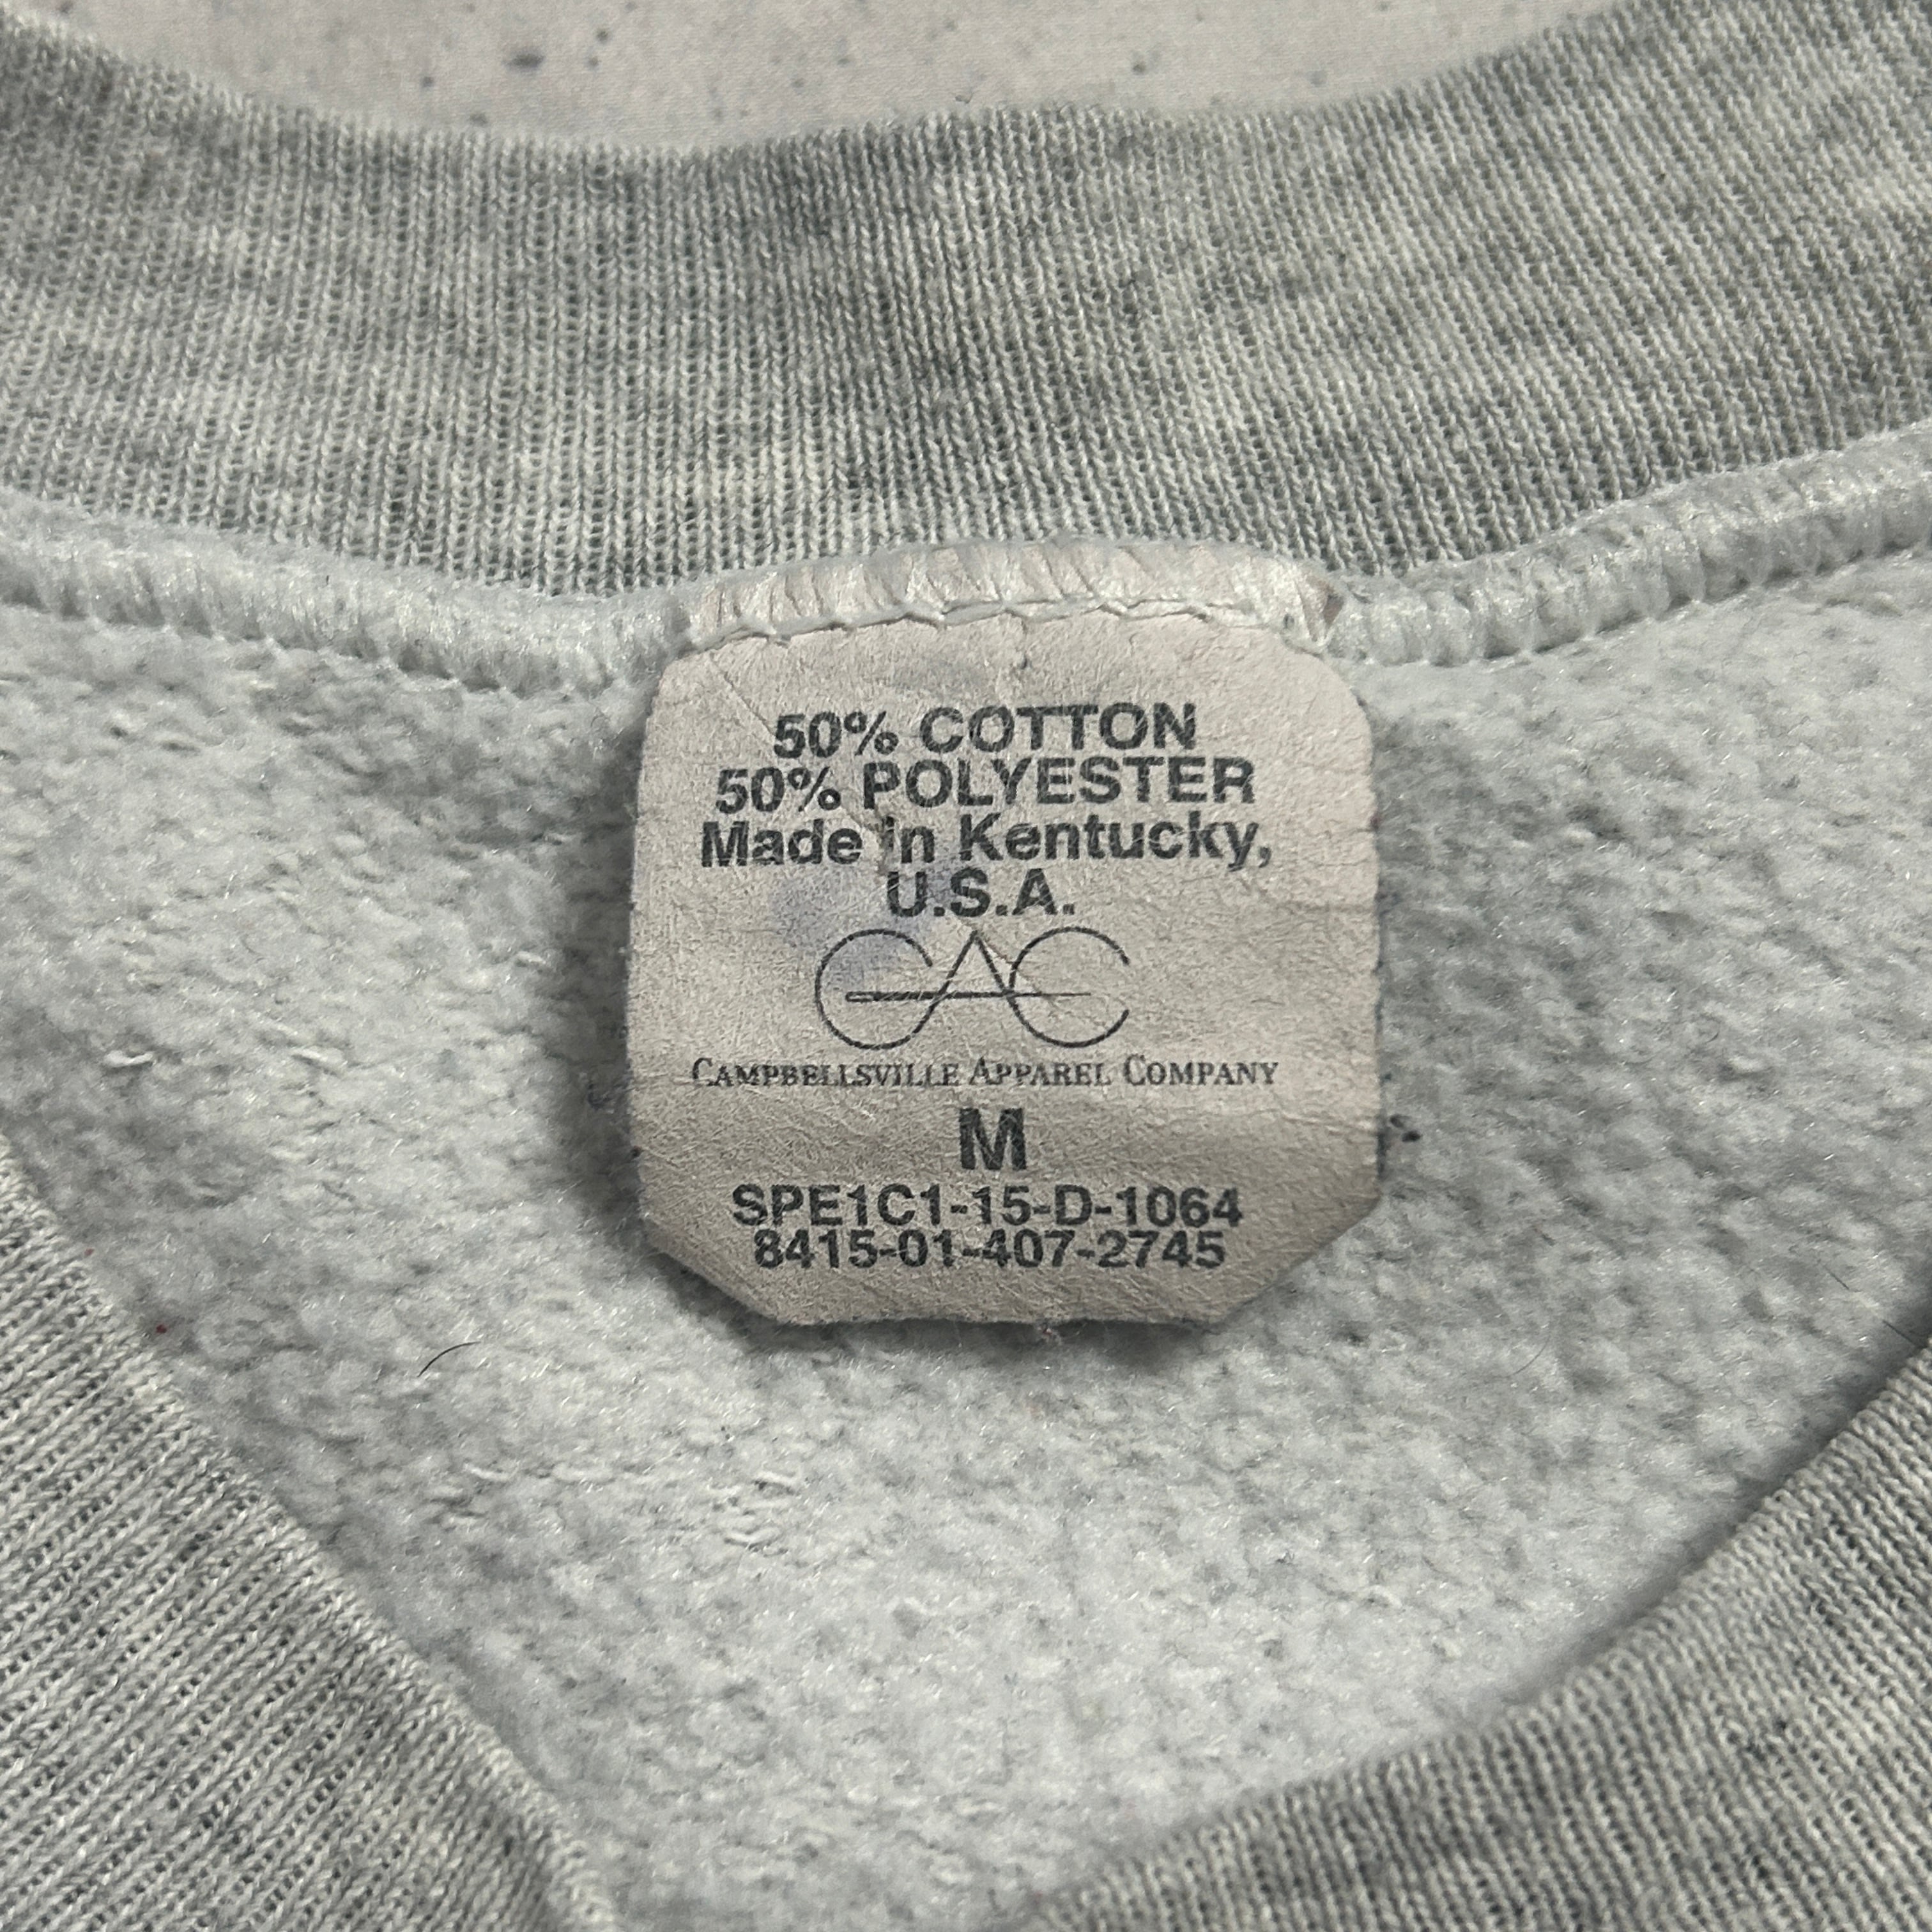 50% COTTON
50% POLYESTER
Made in Kentucky,
U.S.A.
CAC
CAMPBELLSVILLE APPAREL COMPANY
M
SPE1C1-15-D-1064
8415-01-407-2745